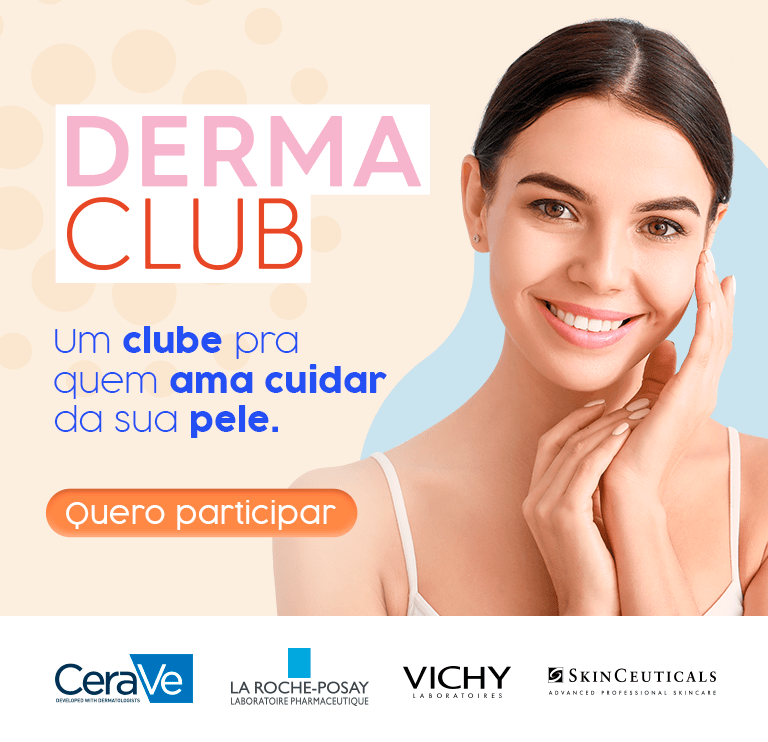 DERMA
CLUB
Um clube pra
quem ama cuidar
da sua pele.
Quero participar
CeraVe
DEVELOPED WITH DERMATOLOGISTS
LA ROCHE-POSAY
LABORATOIRE PHARMACEUTIQUE
VICHY
LABORATOIRES
SKINCEUTICALS
ADVANCED PROFESSIONAL SKINCARE